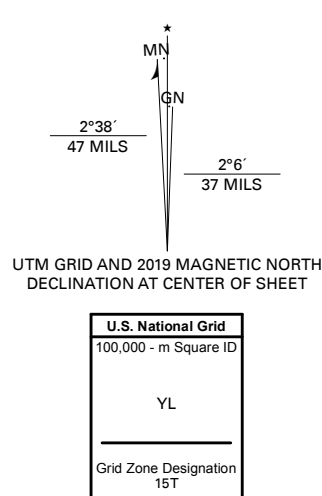 ★
MN
GN
2°38´
47 MILS
2°6´
37 MILS
UTM GRID AND 2019 MAGNETIC NORTH
DECLINATION AT CENTER OF SHEET
U.S. National Grid
100,000 - m Square ID
YL
Grid Zone Designation
15T